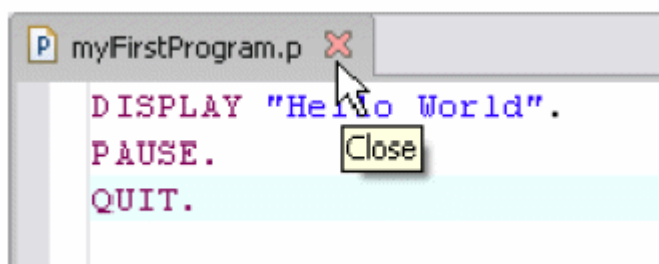 P myFirstProgram.p
DISPLAY "Hello World".
PAUSE.
Close
QUIT.